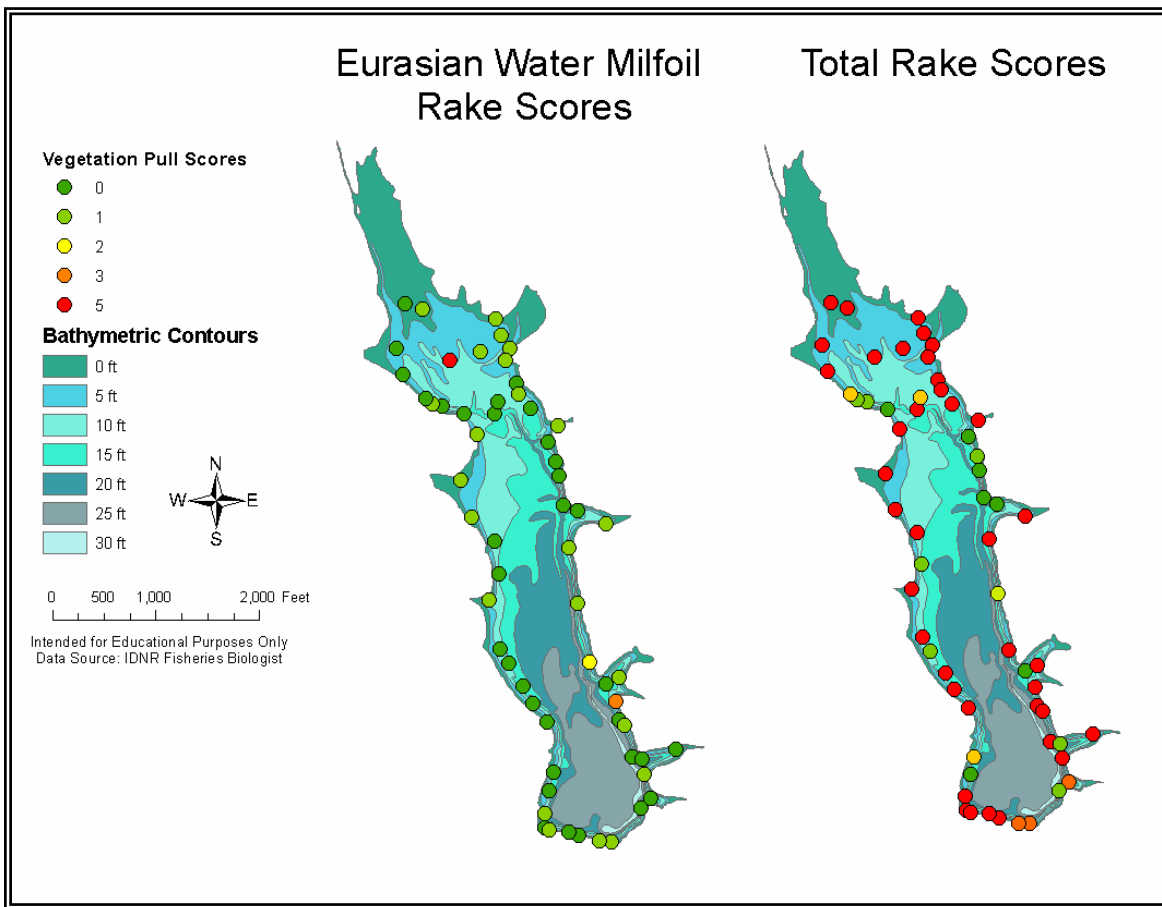 Eurasian Water Milfoil
Rake Scores
Total Rake Scores
Vegetation Pull Scores
0
1
2
3
5
Bathymetric Contours
0 ft
5 ft
10 ft
15 ft
20 ft
25 ft
30 ft
N
W E
S
0 500 1,000 2,000 Feet
Intended for Educational Purposes Only
Data Source: IDNR Fisheries Biologist